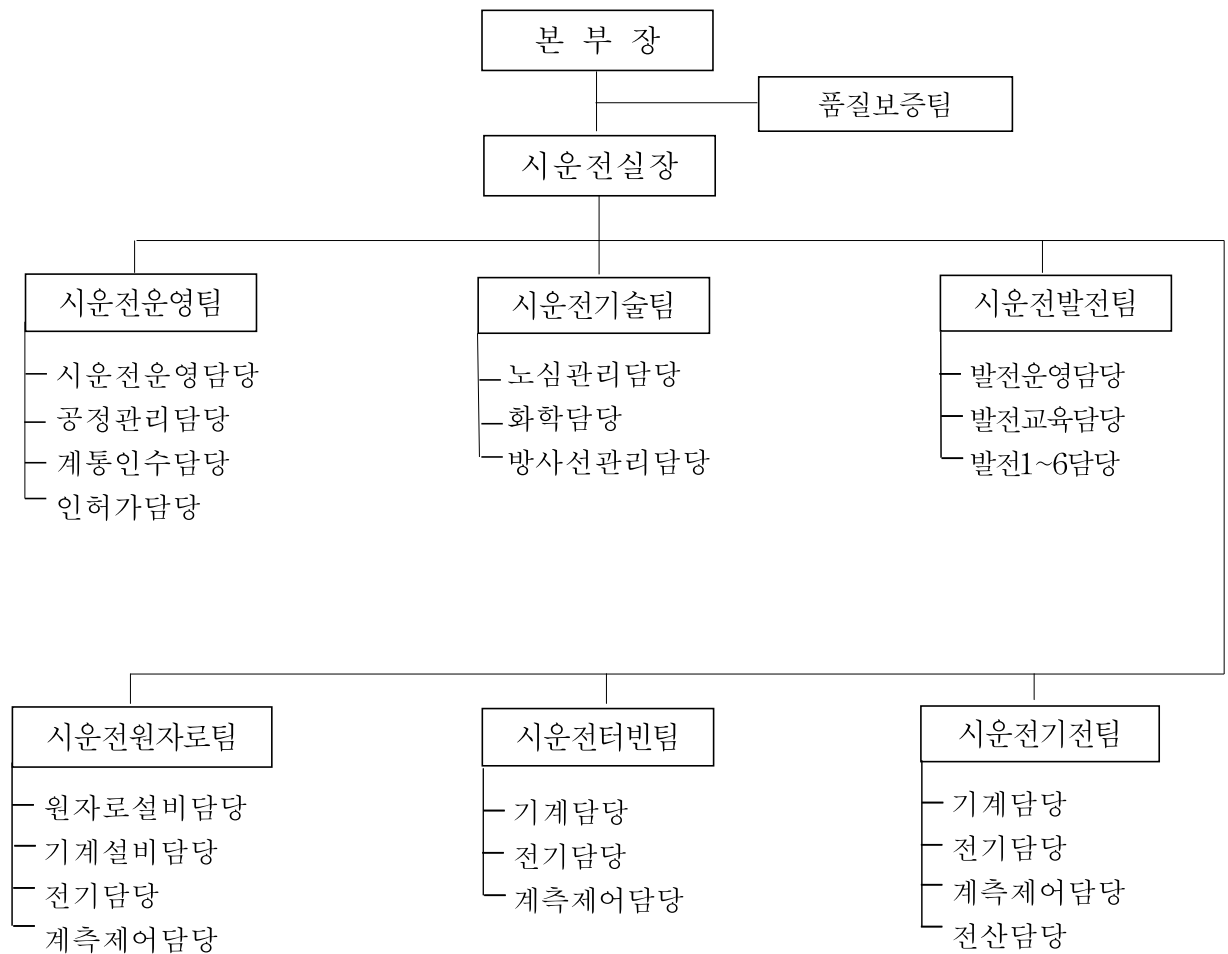 본 부 장
품질보증팀
시운전실장
시운전운영팀
시운전운영담당
공정관리담당
계통인수담당
인허가담당
시운전기술팀
노심관리담당
화학담당
방사선관리담당
시운전발전팀
발전운영담당
발전교육담당
발전1~6담당
시운전원자로팀
원자로설비담당
기계설비담당
전기담당
계측제어담당
시운전터빈팀
기계담당
전기담당
계측제어담당
시운전기전팀
기계담당
전기담당
계측제어담당
전산담당